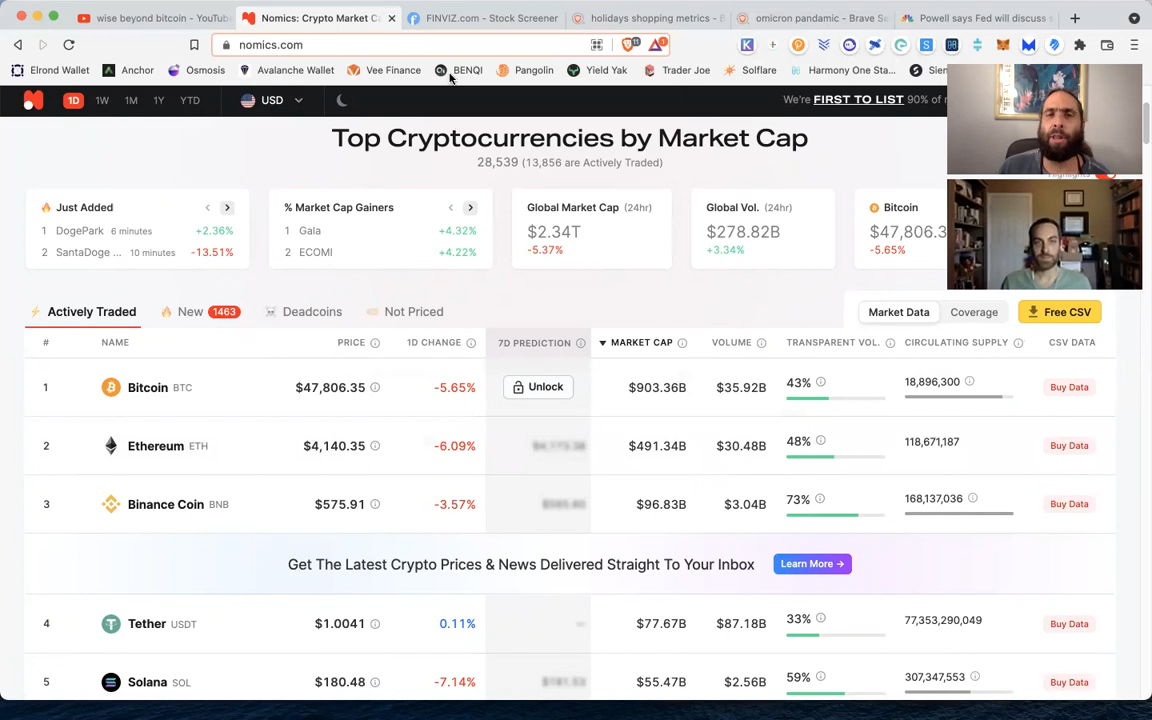 wise beyond bitcoin - YouTube
Nomics: Crypto Market Ca
FINVIZ.com - Stock Screener
holidays shopping metrics - B
omicron pandemic - Brave Se
Powell says Fed will discuss s
nomics.com
11
1
Elrond Wallet
Anchor
Osmosis
Avalanche Wallet
Vee Finance
BENQI
Pangolin
Yield Yak
Trader Joe
Solflare
Harmony One Sta...
Sien
1D 1W 1M 1Y YTD
USD
We're FIRST TO LIST 90% of
Top Cryptocurrencies by Market Cap
28,539 (13,856 are Actively Traded)
Highlights
Just Added
1 DogePark 6 minutes +2.36%
2 SantaDoge ... 10 minutes -13.51%
% Market Cap Gainers
1 Gala +4.32%
2 ECOMI +4.22%
Global Market Cap (24hr)
$2.34T
-5.37%
Global Vol. (24hr)
$278.82B
+3.34%
Bitcoin
$47,806.3
-5.65%
Actively Traded
New 1463
Deadcoins
Not Priced
Market Data
Coverage
Free CSV
# NAME PRICE 1D CHANGE 7D PREDICTION MARKET CAP VOLUME TRANSPARENT VOL. CIRCULATING SUPPLY CSV DATA
1 Bitcoin BTC $47,806.35 -5.65% Unlock $903.36B $35.92B 43% 18,896,300 Buy Data
2 Ethereum ETH $4,140.35 -6.09% $491.34B $30.48B 48% 118,671,187 Buy Data
3 Binance Coin BNB $575.91 -3.57% $96.83B $3.04B 73% 168,137,036 Buy Data
Get The Latest Crypto Prices & News Delivered Straight To Your Inbox
Learn More →
4 Tether USDT $1.0041 0.11% – $77.67B $87.18B 33% 77,353,290,049 Buy Data
5 Solana SOL $180.48 -7.14% $55.47B $2.56B 59% 307,347,553 Buy Data